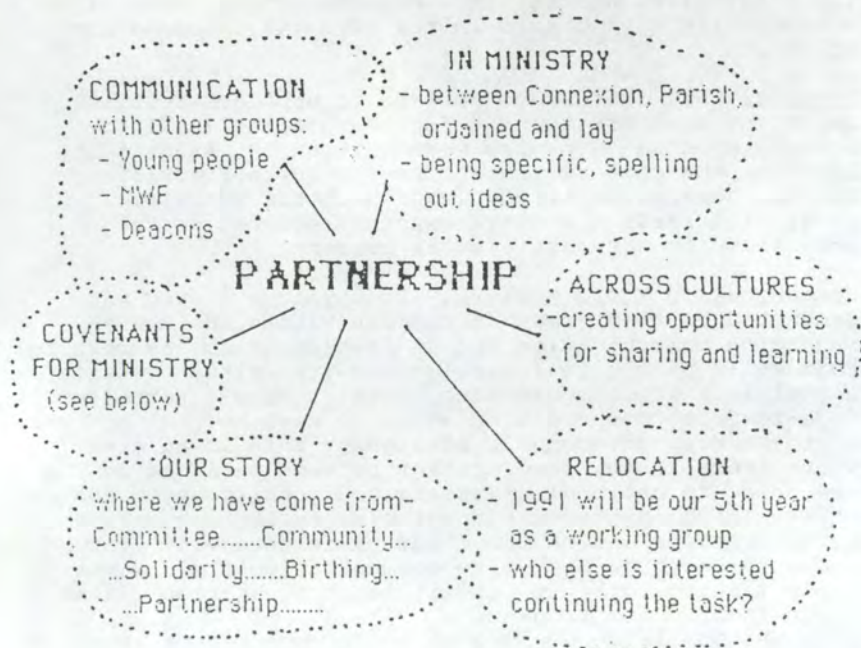 COMMUNICATION
with other groups:
- Young people
- MWF
- Deacons
IN MINISTRY
- between Connexion, Parish,
ordained and lay
- being specific, spelling
out ideas
PARTNERSHIP
COVENANTS
FOR MINISTRY
(see below)
ACROSS CULTURES
-creating opportunities
for sharing and learning
OUR STORY
where we have come from-
Committee.......Community...
...Solidarity.......Birthing...
...Partnership........
RELOCATION
- 1991 will be our 5th year
as a working group
- who else is interested
continuing the task?